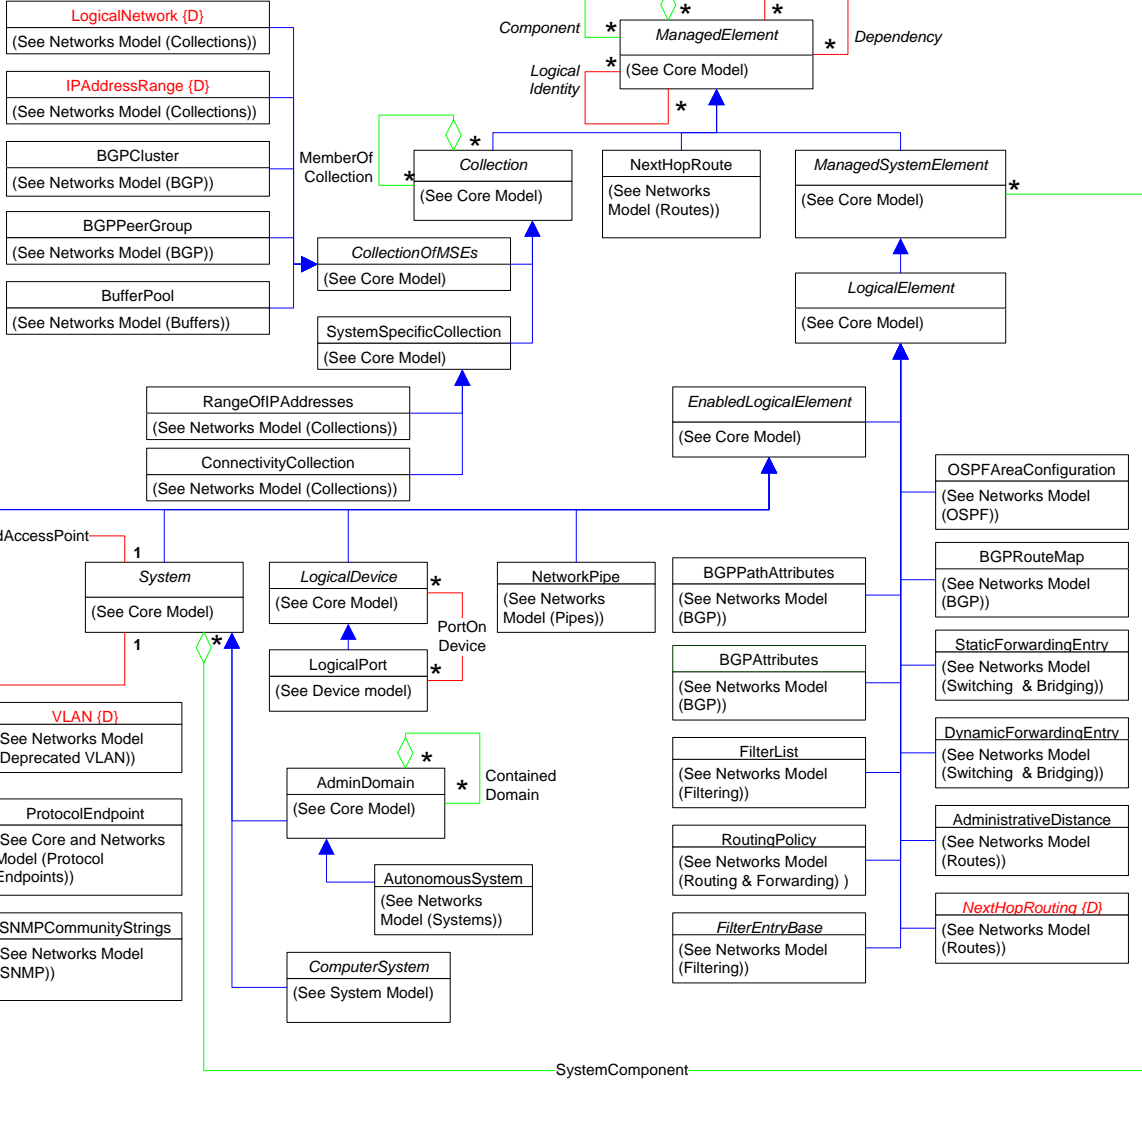 LogicalNetwork {D}
(See Networks Model (Collections))
IPAddressRange {D}
(See Networks Model (Collections))
BGPCluster
(See Networks Model (BGP))
BGPPeerGroup
(See Networks Model (BGP))
BufferPool
(See Networks Model (Buffers))
Component
*
*
*
ManagedElement
(See Core Model)
*
Dependency
Logical
Identity
*
*
MemberOf
Collection
*
*
Collection
(See Core Model)
NextHopRoute
(See Networks
Model (Routes))
ManagedSystemElement
(See Core Model)
*
CollectionOfMSEs
(See Core Model)
LogicalElement
(See Core Model)
SystemSpecificCollection
(See Core Model)
RangeOfIPAddresses
(See Networks Model (Collections))
ConnectivityCollection
(See Networks Model (Collections))
EnabledLogicalElement
(See Core Model)
OSPFAreaConfiguration
(See Networks Model
(OSPF))
dAccessPoint
1
System
(See Core Model)
1
*
LogicalDevice
(See Core Model)
*
PortOn
Device
*
LogicalPort
(See Device model)
NetworkPipe
(See Networks
Model (Pipes))
BGPPathAttributes
(See Networks Model
(BGP))
BGPRouteMap
(See Networks Model
(BGP))
BGPAttributes
(See Networks Model
(BGP))
StaticForwardingEntry
(See Networks Model
(Switching & Bridging))
VLAN {D}
See Networks Model
Deprecated VLAN))
FilterList
(See Networks Model
(Filtering))
DynamicForwardingEntry
(See Networks Model
(Switching & Bridging))
AdminDomain
(See Core Model)
*
*
Contained
Domain
ProtocolEndpoint
See Core and Networks
Model (Protocol
Endpoints))
RoutingPolicy
(See Networks Model
(Routing & Forwarding) )
AdministrativeDistance
(See Networks Model
(Routes))
AutonomousSystem
(See Networks
Model (Systems))
SNMPCommunityStrings
See Networks Model
SNMP))
FilterEntryBase
(See Networks Model
(Filtering))
NextHopRouting {D}
(See Networks Model
(Routes))
ComputerSystem
(See System Model)
SystemComponent